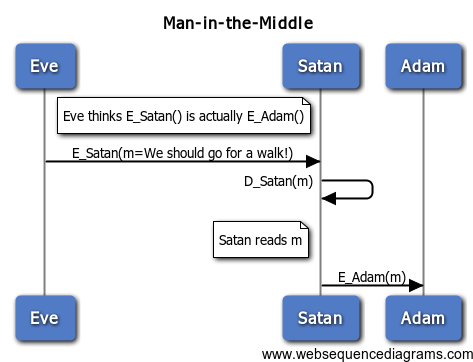 Man-in-the-Middle
Eve Satan Adam
Eve thinks E_Satan() is actually E_Adam()
E_Satan(m=We should go for a walk!)
D_Satan(m)
Satan reads m
E_Adam(m)
Eve Satan Adam
www.websequencediagrams.com